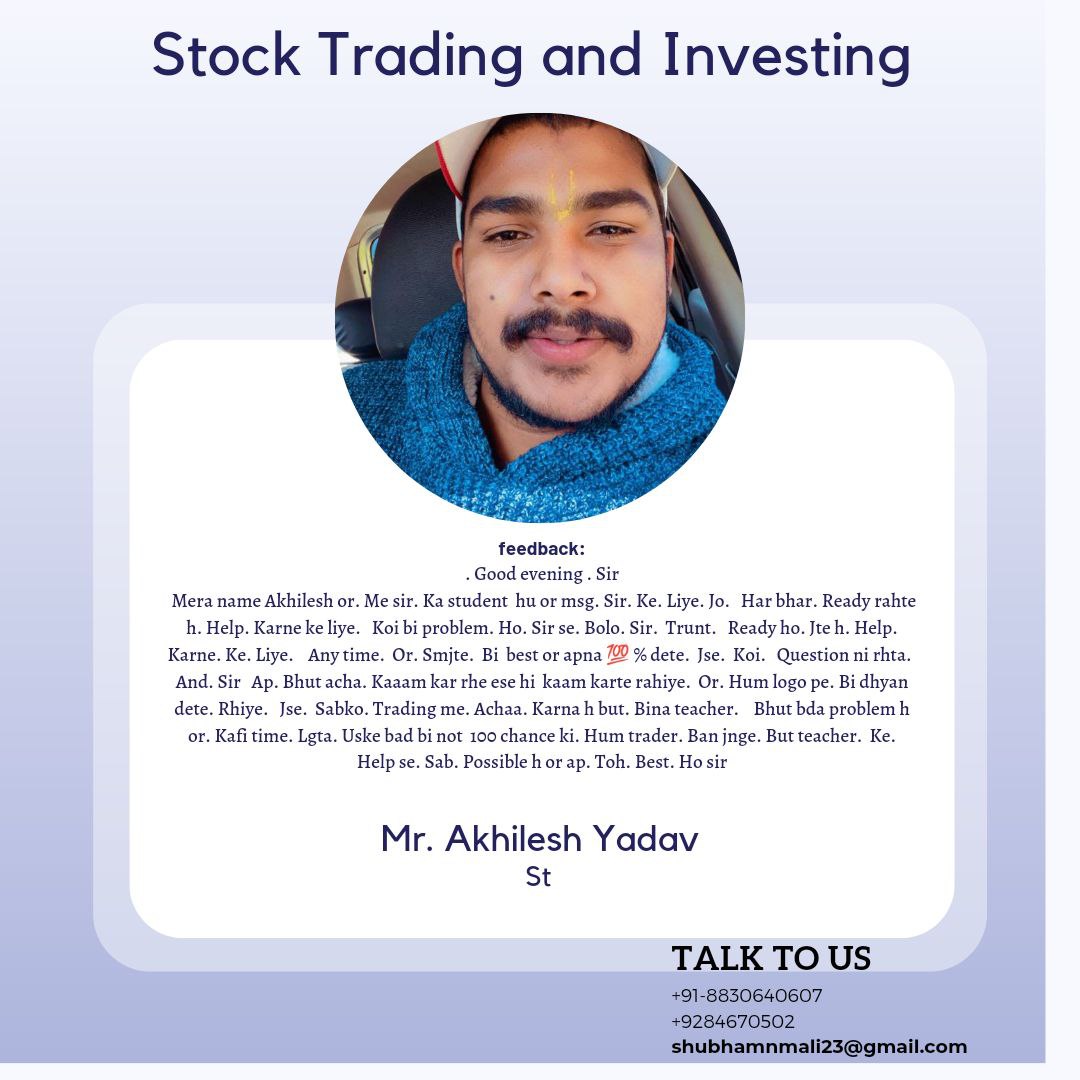 Stock Trading and Investing
feedback:
. Good evening . Sir
Mera name Akhilesh or. Me sir. Ka student hu or msg. Sir. Ke. Liye. Jo. Har bhar. Ready rahte
h. Help. Karne ke liye. Koi bi problem. Ho. Sir se. Bolo. Sir. Trunt. Ready ho. Jte h. Help.
Karne. Ke. Liye. Any time. Or. Smjte. Bi best or apna 💯 % dete. Jse. Koi. Question ni rhta.
And. Sir Ap. Bhut acha. Kaaam kar rhe ese hi kaam karte rahiye. Or. Hum logo pe. Bi dhyan
dete. Rhiye. Jse. Sabko. Trading me. Achaa. Karna h but. Bina teacher. Bhut bda problem h
or. Kafi time. Lgta. Uske bad bi not 100 chance ki. Hum trader. Ban jnge. But teacher. Ke.
Help se. Sab. Possible h or ap. Toh. Best. Ho sir
Mr. Akhilesh Yadav
St
TALK TO US
+91-8830640607
+9284670502
shubhamnmali23@gmail.com